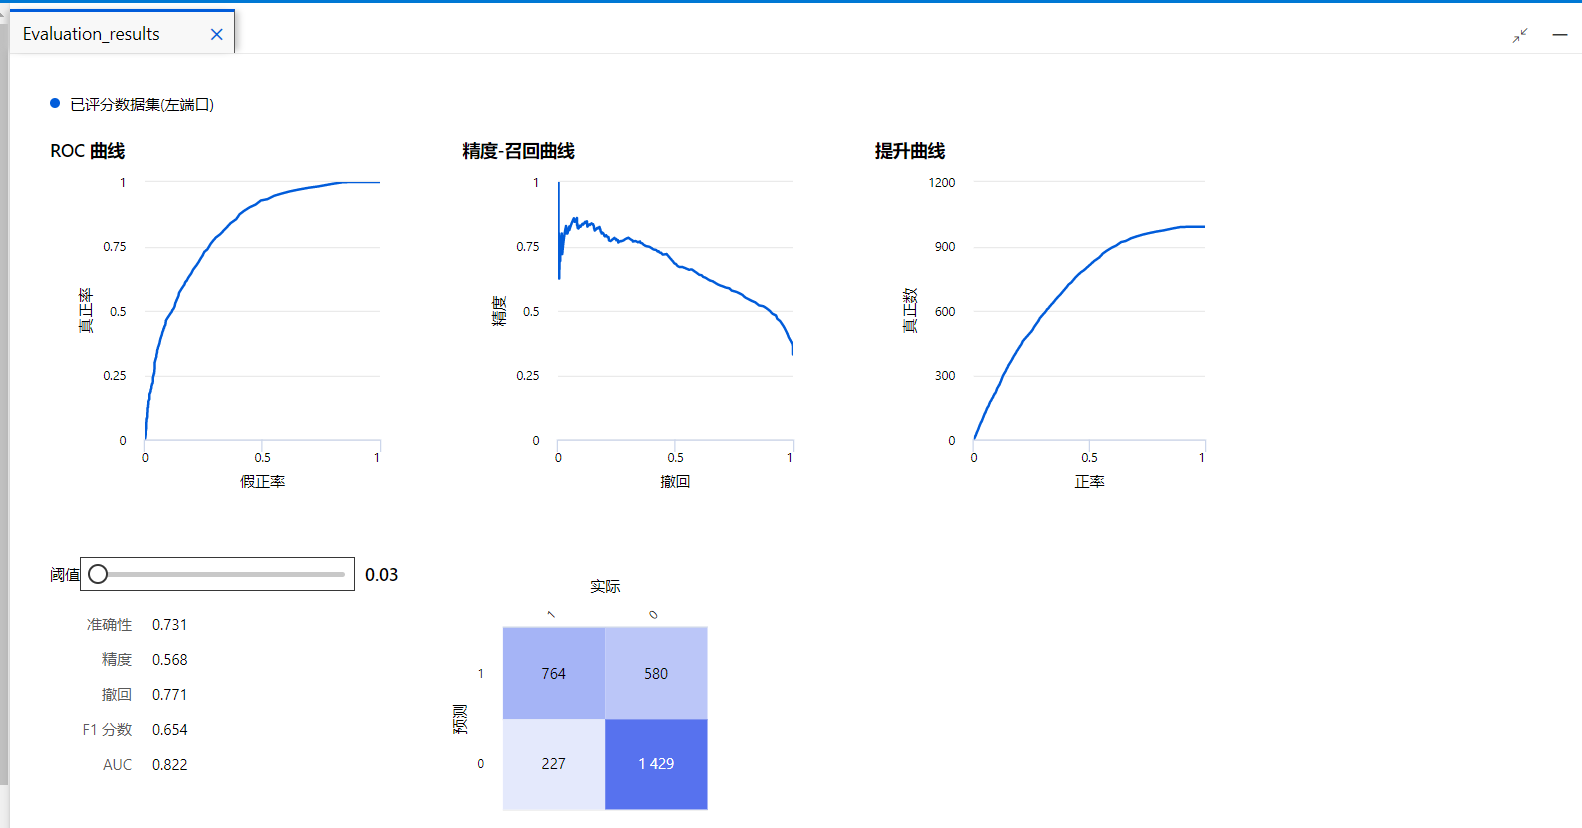 Evaluation_results
已评分数据集(左端口)
ROC 曲线
精度-召回曲线
提升曲线
1
0.75
0.5
0.25
0
真正率
0
0.5
1
假正率
1
0.75
0.5
0.25
0
精度
0
0.5
1
撤回
1200
900
600
300
0
真正数
0
0.5
1
正率
阈值
0.03
准确性 0.731
精度 0.568
撤回 0.771
F1 分数 0.654
AUC 0.822
实际
1 0
预测
1 764 580
0 227 1 429